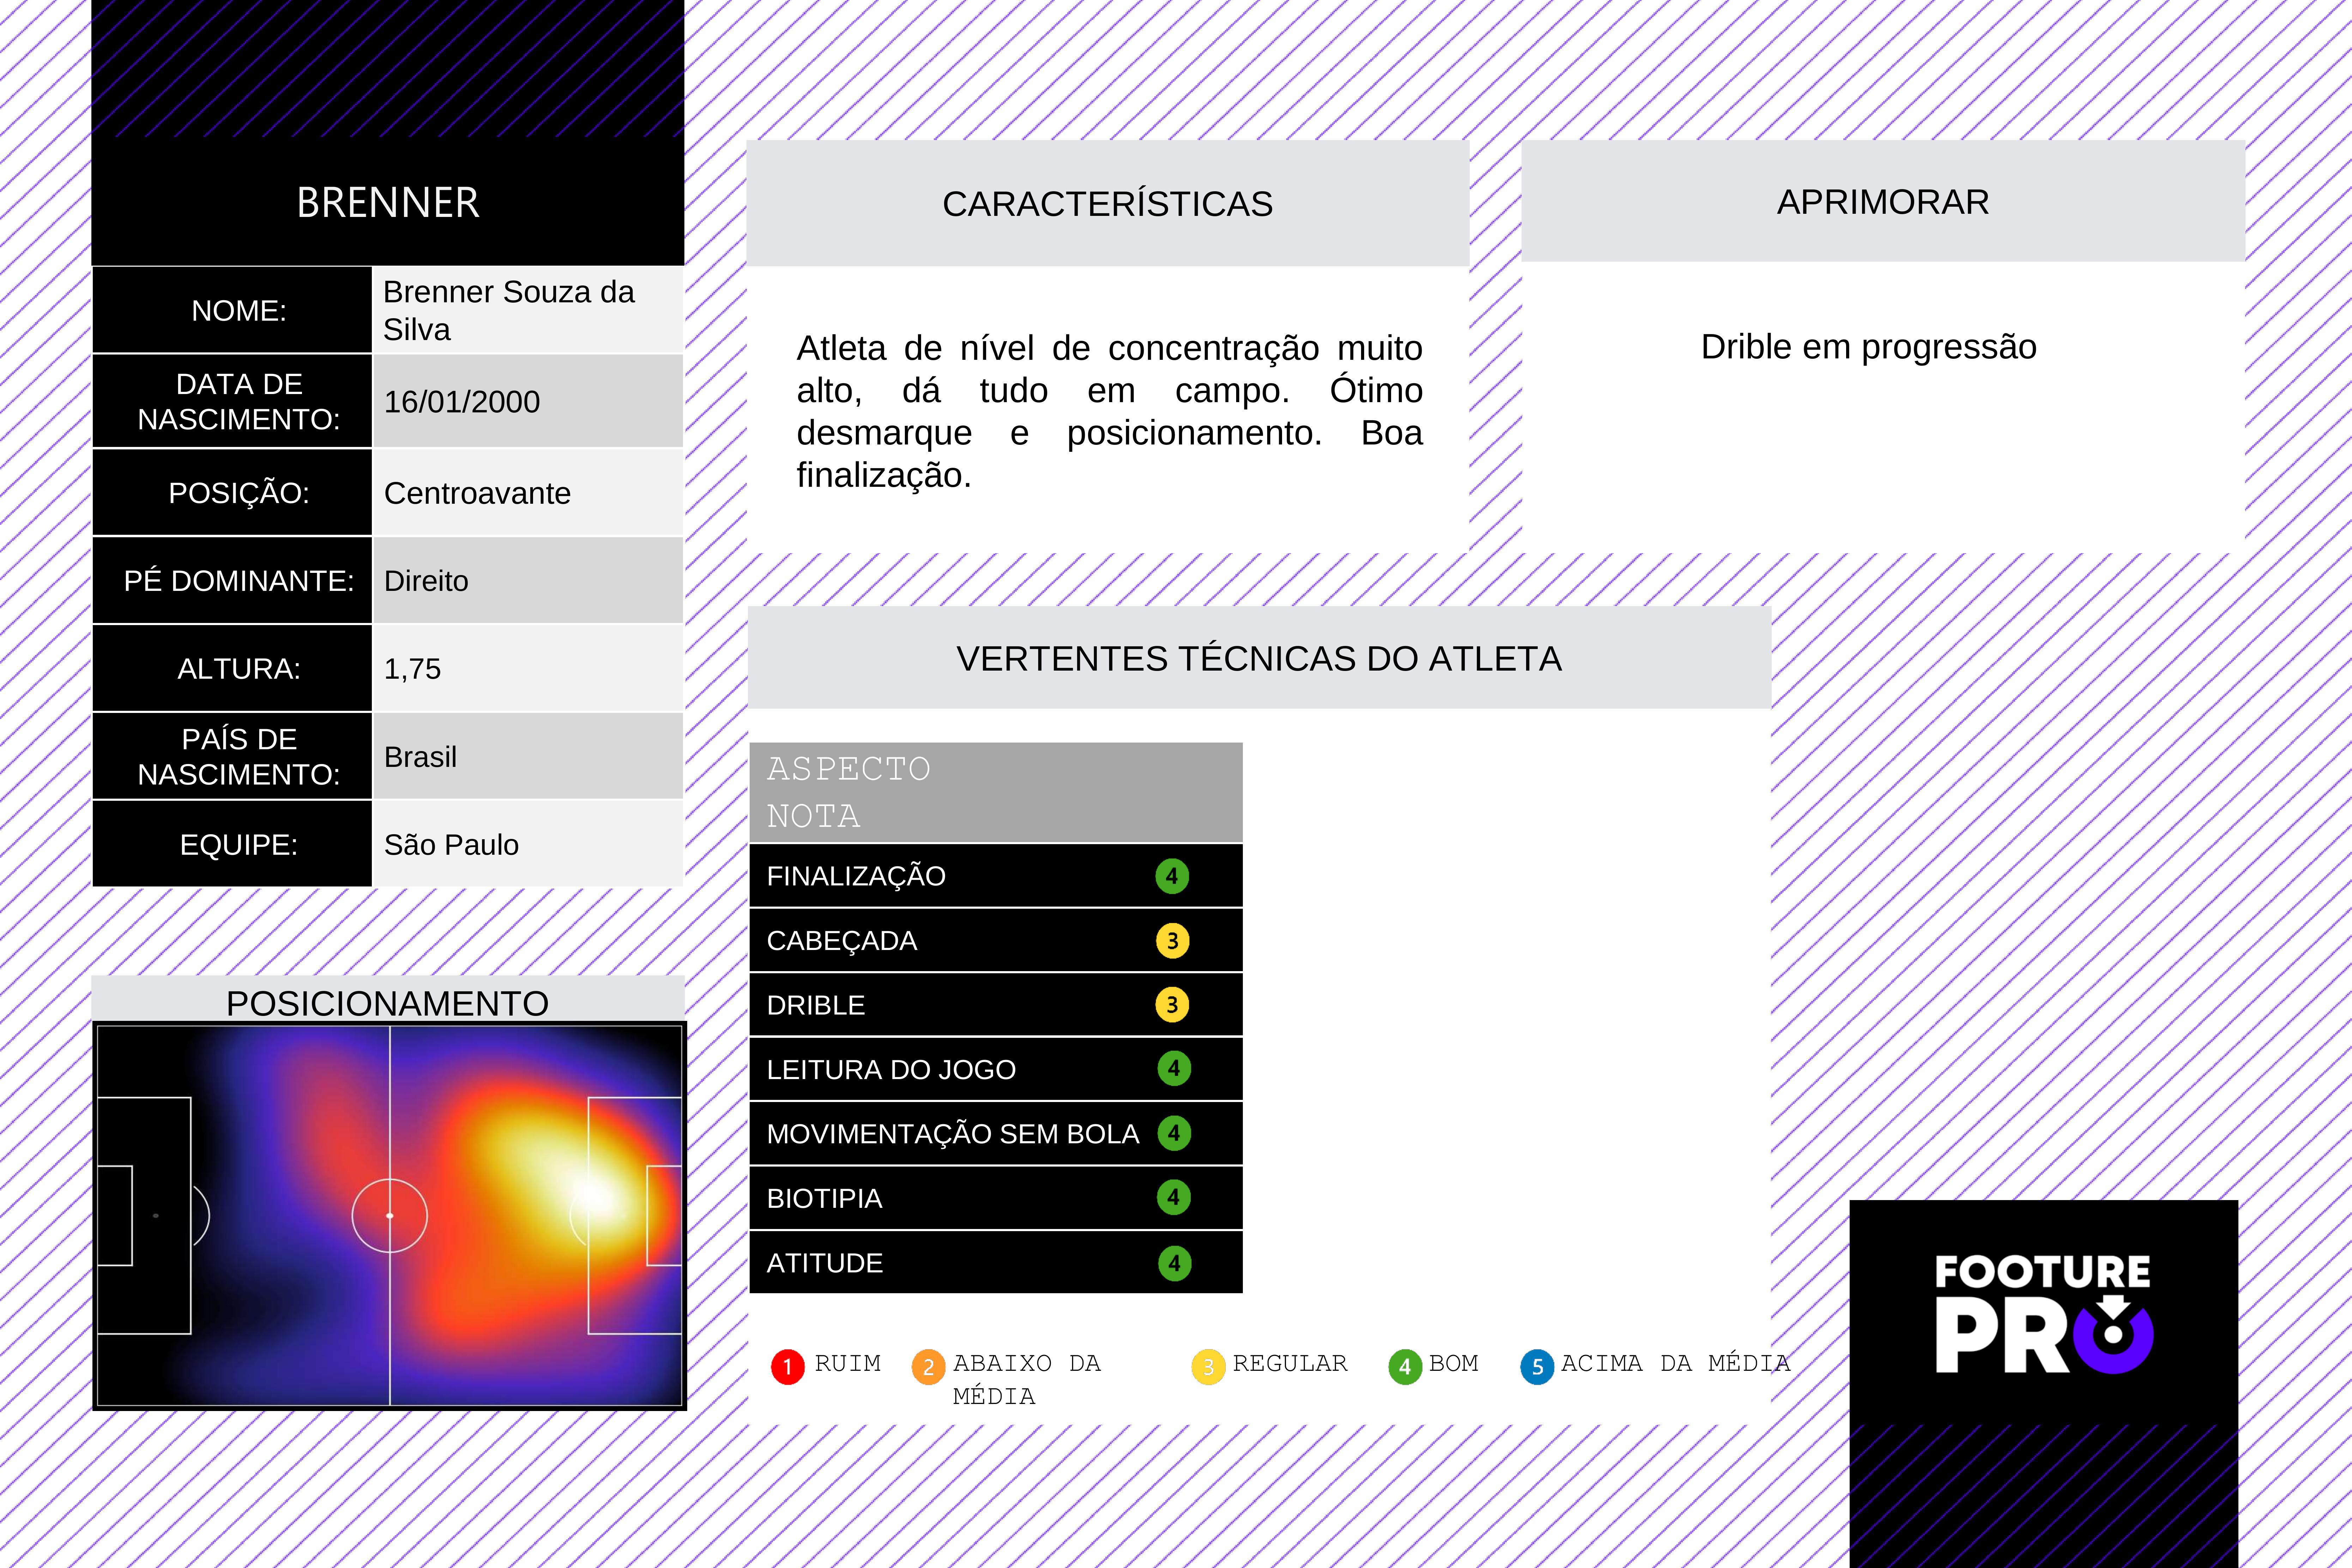 BRENNER
NOME:
Brenner Souza da
Silva
DATA DE
NASCIMENTO:
16/01/2000
POSIÇÃO:
Centroavante
PÉ DOMINANTE:
Direito
ALTURA:
1,75
PAÍS DE
NASCIMENTO:
Brasil
EQUIPE:
São Paulo
POSICIONAMENTO
CARACTERÍSTICAS
Atleta de nível de concentração muito
alto, dá tudo em campo. Ótimo
desmarque e posicionamento. Boa
finalização.
APRIMORAR
Drible em progressão
VERTENTES TÉCNICAS DO ATLETA
ASPECTO
NOTA
FINALIZAÇÃO 4
CABEÇADA 3
DRIBLE 3
LEITURA DO JOGO 4
MOVIMENTAÇÃO SEM BOLA 4
BIOTIPIA 4
ATITUDE 4
1 RUIM 2 ABAIXO DA 3 REGULAR 4 BOM 5 ACIMA DA MÉDIA
MÉDIA
FOOTURE
PRO